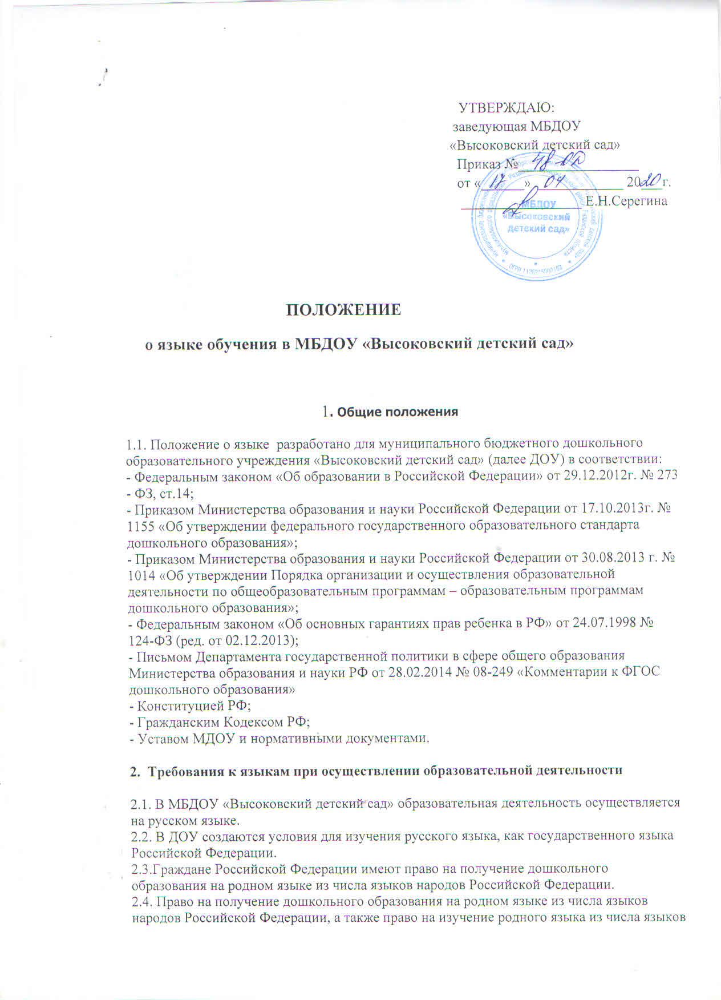 УТВЕРЖДАЮ:
заведующая МБДОУ
«Высоковский детский сад»
Приказ № 48-ОД
от « 17 » 04 2020 г.
Е.Н.Серегина
МБДОУ
«Высоковский
детский сад»
ПОЛОЖЕНИЕ
о языке обучения в МБДОУ «Высоковский детский сад»
1. Общие положения
1.1. Положение о языке разработано для муниципального бюджетного дошкольного
образовательного учреждения «Высоковский детский сад» (далее ДОУ) в соответствии:
- Федеральным законом «Об образовании в Российской Федерации» от 29.12.2012г. № 273
- ФЗ, ст.14;
- Приказом Министерства образования и науки Российской Федерации от 17.10.2013г. №
1155 «Об утверждении федерального государственного образовательного стандарта
дошкольного образования»;
- Приказом Министерства образования и науки Российской Федерации от 30.08.2013 г. №
1014 «Об утверждении Порядка организации и осуществления образовательной
деятельности по общеобразовательным программам – образовательным программам
дошкольного образования»;
- Федеральным законом «Об основных гарантиях прав ребенка в РФ» от 24.07.1998 №
124-ФЗ (ред. от 02.12.2013);
- Письмом Департамента государственной политики в сфере общего образования
Министерства образования и науки РФ от 28.02.2014 № 08-249 «Комментарии к ФГОС
дошкольного образования»
- Конституцией РФ;
- Гражданским Кодексом РФ;
- Уставом МДОУ и нормативными документами.
2. Требования к языкам при осуществлении образовательной деятельности
2.1. В МБДОУ «Высоковский детский сад» образовательная деятельность осуществляется
на русском языке.
2.2. В ДОУ создаются условия для изучения русского языка, как государственного языка
Российской Федерации.
2.3.Граждане Российской Федерации имеют право на получение дошкольного
образования на родном языке из числа языков народов Российской Федерации.
2.4. Право на получение дошкольного образования на родном языке из числа языков
народов Российской Федерации, а также право на изучение родного языка из числа языков